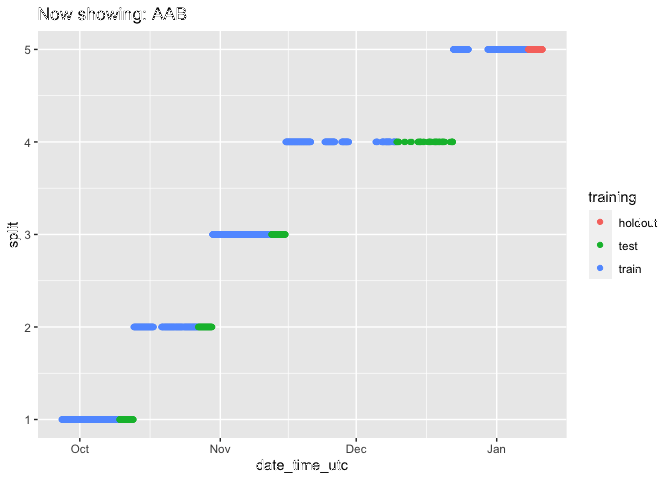 Now showing: AAB
5
4
3
2
1
split
Oct Nov Dec Jan
date_time_utc
training
holdout
test
train